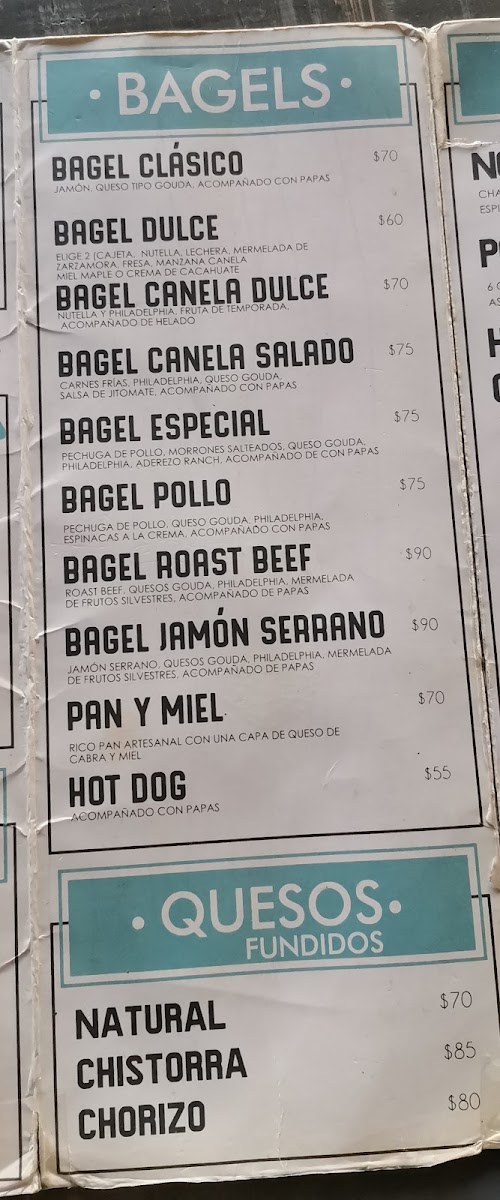 · BAGELS ·
BAGEL CLÁSICO $70
JAMÓN, QUESO TIPO GOUDA, ACOMPAÑADO CON PAPAS
BAGEL DULCE $60
ELIGE 2 (CAJETA, NUTELLA, LECHERA, MERMELADA DE
ZARZAMORA, FRESA, MANZANA CANELA
MIEL MAPLE O CREMA DE CACAHUATE
BAGEL CANELA DULCE $70
NUTELLA Y PHILADELPHIA, FRUTA DE TEMPORADA,
ACOMPAÑADO DE HELADO
BAGEL CANELA SALADO $75
CARNES FRÍAS, PHILADELPHIA, QUESO GOUDA,
SALSA DE JITOMATE, ACOMPAÑADO CON PAPAS
BAGEL ESPECIAL $75
PECHUGA DE POLLO, MORRONES SALTEADOS, QUESO GOUDA,
PHILADELPHIA, ADEREZO RANCH, ACOMPAÑADO DE CON PAPAS
BAGEL POLLO $75
PECHUGA DE POLLO, QUESO GOUDA, PHILADELPHIA,
ESPINACAS A LA CREMA, ACOMPAÑADO CON PAPAS
BAGEL ROAST BEEF $90
ROAST BEEF, QUESOS GOUDA, PHILADELPHIA, MERMELADA
DE FRUTOS SILVESTRES, ACOMPAÑADO DE PAPAS
BAGEL JAMÓN SERRANO $90
JAMÓN SERRANO, QUESOS GOUDA, PHILADELPHIA, MERMELADA
DE FRUTOS SILVESTRES, ACOMPAÑADO DE PAPAS
PAN Y MIEL $70
RICO PAN ARTESANAL CON UNA CAPA DE QUESO DE
CABRA Y MIEL
HOT DOG $55
ACOMPAÑADO CON PAPAS
· QUESOS ·
FUNDIDOS
NATURAL $70
CHISTORRA $85
CHORIZO $80